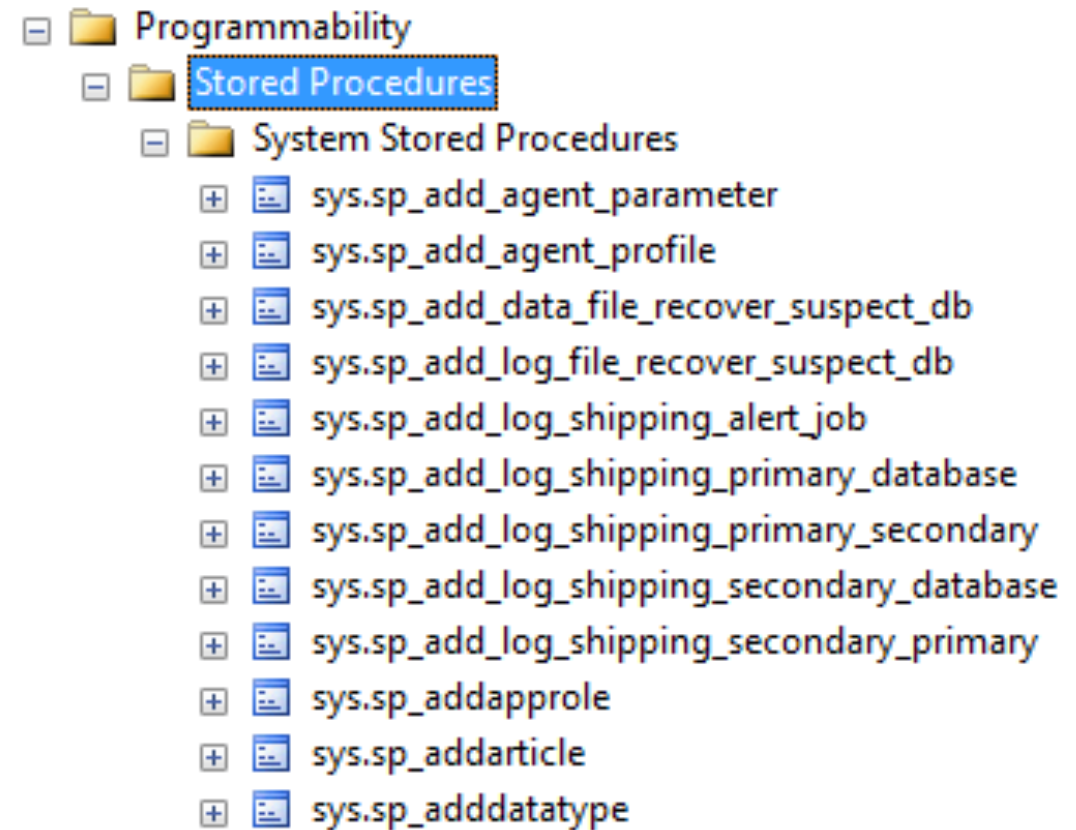 Programmability
Stored Procedures
System Stored Procedures
sys.sp_add_agent_parameter
sys.sp_add_agent_profile
sys.sp_add_data_file_recover_suspect_db
sys.sp_add_log_file_recover_suspect_db
sys.sp_add_log_shipping_alert_job
sys.sp_add_log_shipping_primary_database
sys.sp_add_log_shipping_primary_secondary
sys.sp_add_log_shipping_secondary_database
sys.sp_add_log_shipping_secondary_primary
sys.sp_addapprole
sys.sp_addarticle
sys.sp_adddatatype